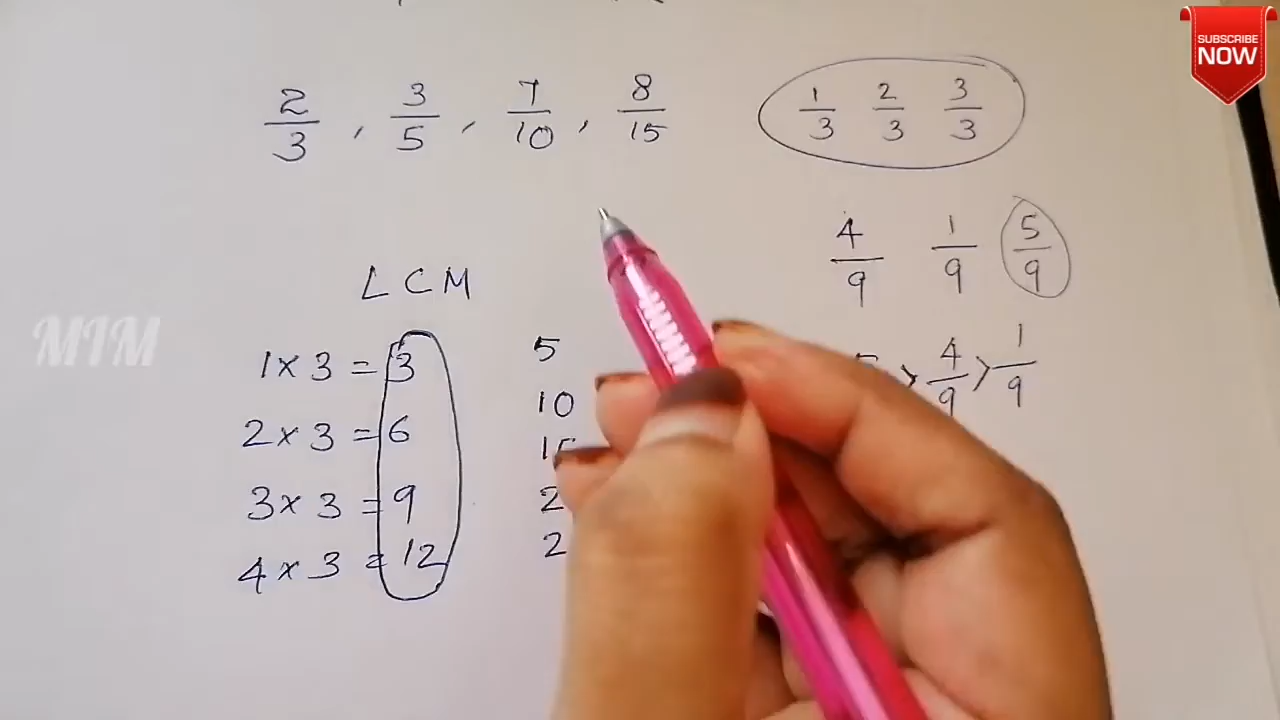 SUBSCRIBE
NOW
2/3 , 3/5 , 7/10 , 8/15
1/3 2/3 3/3
4/9 1/9 5/9
LCM
MIM
1 x 3 = 3
2 x 3 = 6
3 x 3 = 9
4 x 3 = 12
5
10
> 4/9 > 1/9